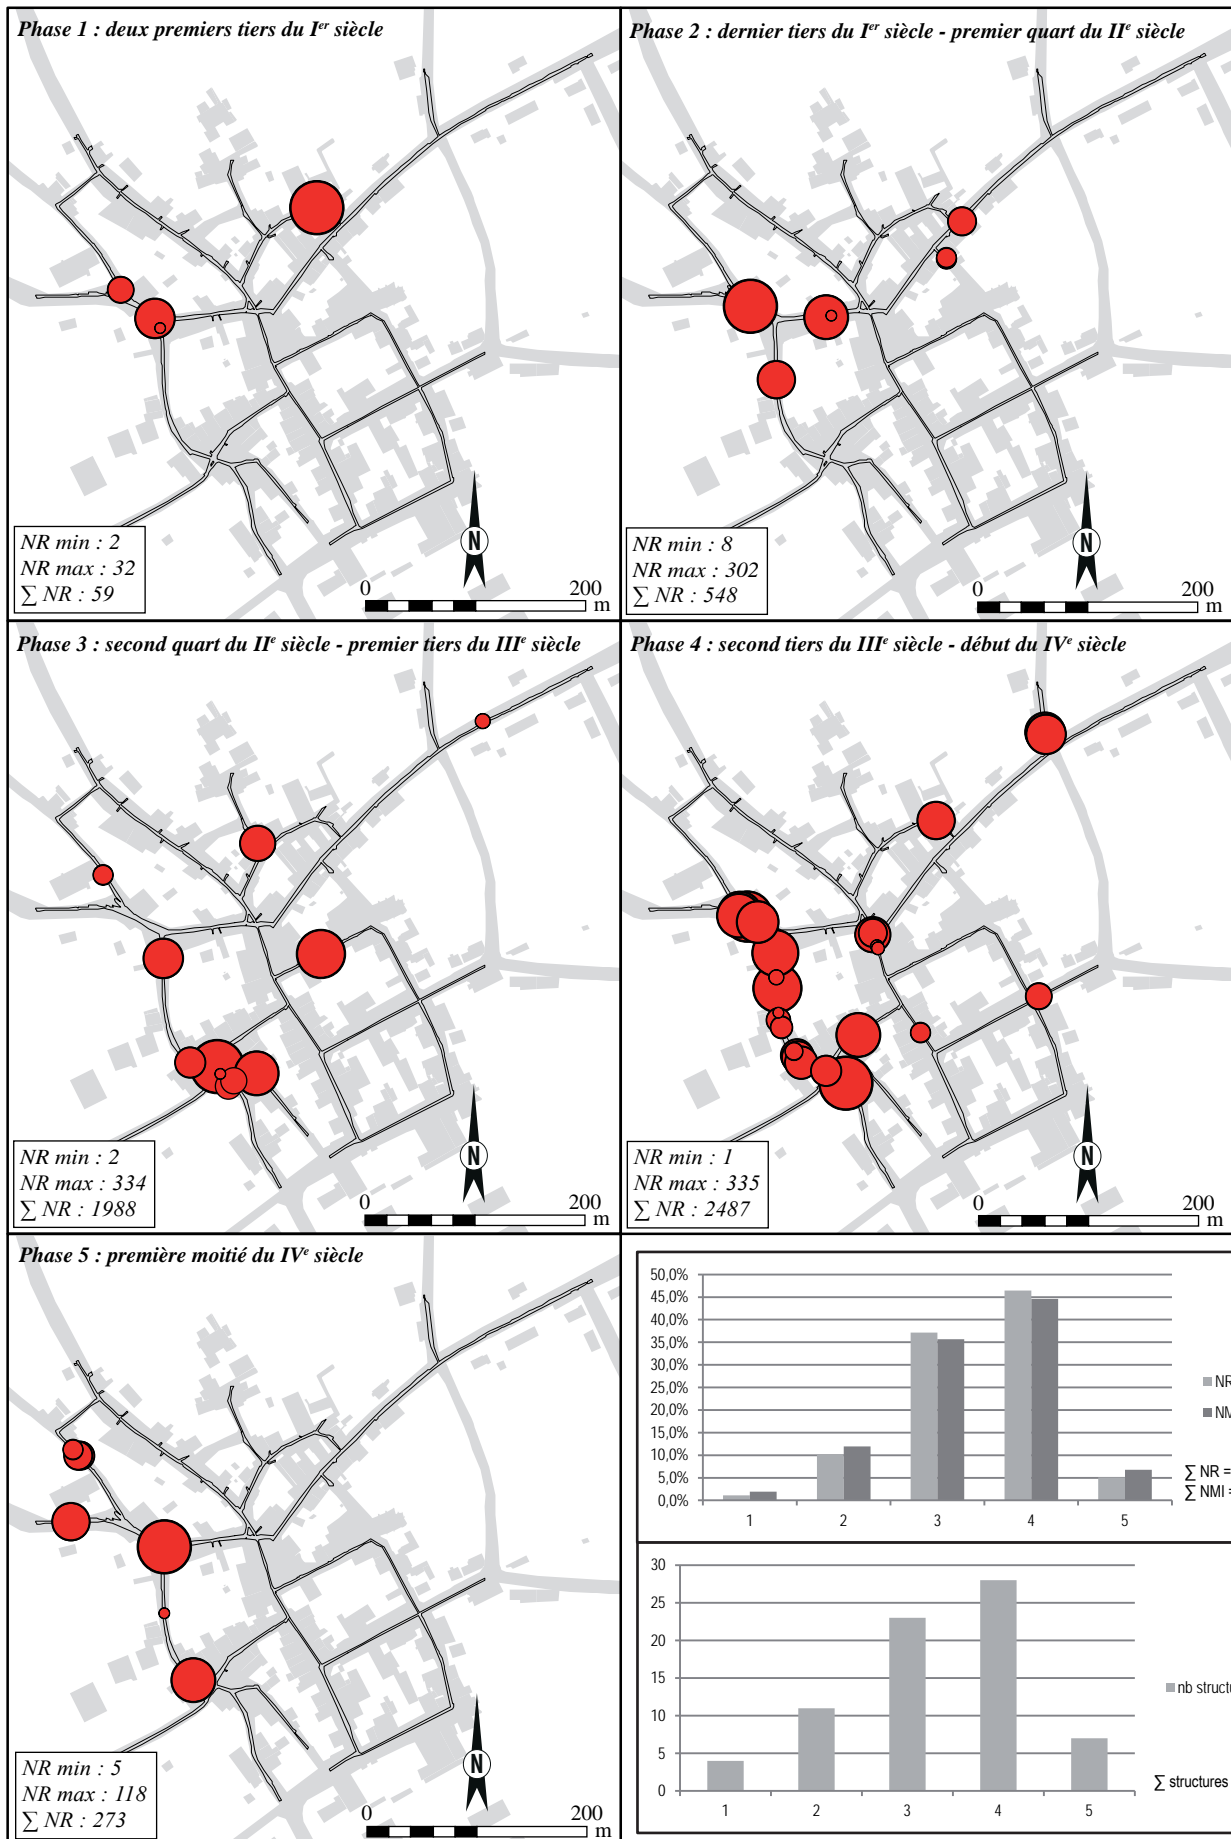 Phase 1 : deux premiers tiers du Ier siècle
NR min : 2
NR max : 32
∑ NR : 59
N
0 200
m
Phase 2 : dernier tiers du Ier siècle - premier quart du IIe siècle
NR min : 8
NR max : 302
∑ NR : 548
N
0 200
m
Phase 3 : second quart du IIe siècle - premier tiers du IIIe siècle
NR min : 2
NR max : 334
∑ NR : 1988
N
0 200
m
Phase 4 : second tiers du IIIe siècle - début du IVe siècle
NR min : 1
NR max : 335
∑ NR : 2487
N
0 200
m
Phase 5 : première moitié du IVe siècle
NR min : 5
NR max : 118
∑ NR : 273
N
0 200
m
50,0%
45,0%
40,0%
35,0%
30,0%
25,0%
20,0%
15,0%
10,0%
5,0%
0,0%
1 2 3 4 5
NR
∑ NR =
∑ NMI =
30
25
20
15
10
5
0
1 2 3 4 5
nb
∑ structures